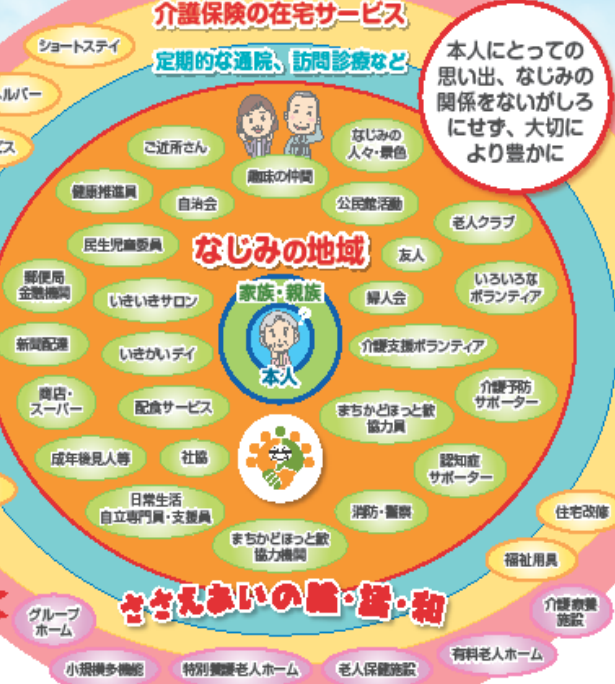 介護保険の在宅サービス
ショートステイ
定期的な通院、訪問診療など
本人にとっての
思い出、なじみの
関係をないがしろ
にせず、大切に
より豊かに
ルパー
ご近所さん
なじみの
人々・景色
趣味の仲間
健康推進員
自治会
公民館活動
老人クラブ
民生児童委員
なじみの地域
友人
郵便局
金融機関
いきいきサロン
家族・親族
婦人会
いろいろな
ボランティア
新聞配達
いきがいデイ
本人
介護支援ボランティア
商店・
スーパー
配食サービス
まちかどほっと歓
協力員
介護予防
サポーター
成年後見人等
社協
認知症
サポーター
日常生活
自立専門員・支援員
消防・警察
まちかどほっと歓
協力機関
住宅改修
福祉用具
ささえあいの輪・話・和
グループ
ホーム
介護療養
施設
小規模多機能
特別養護老人ホーム
老人保健施設
有料老人ホーム